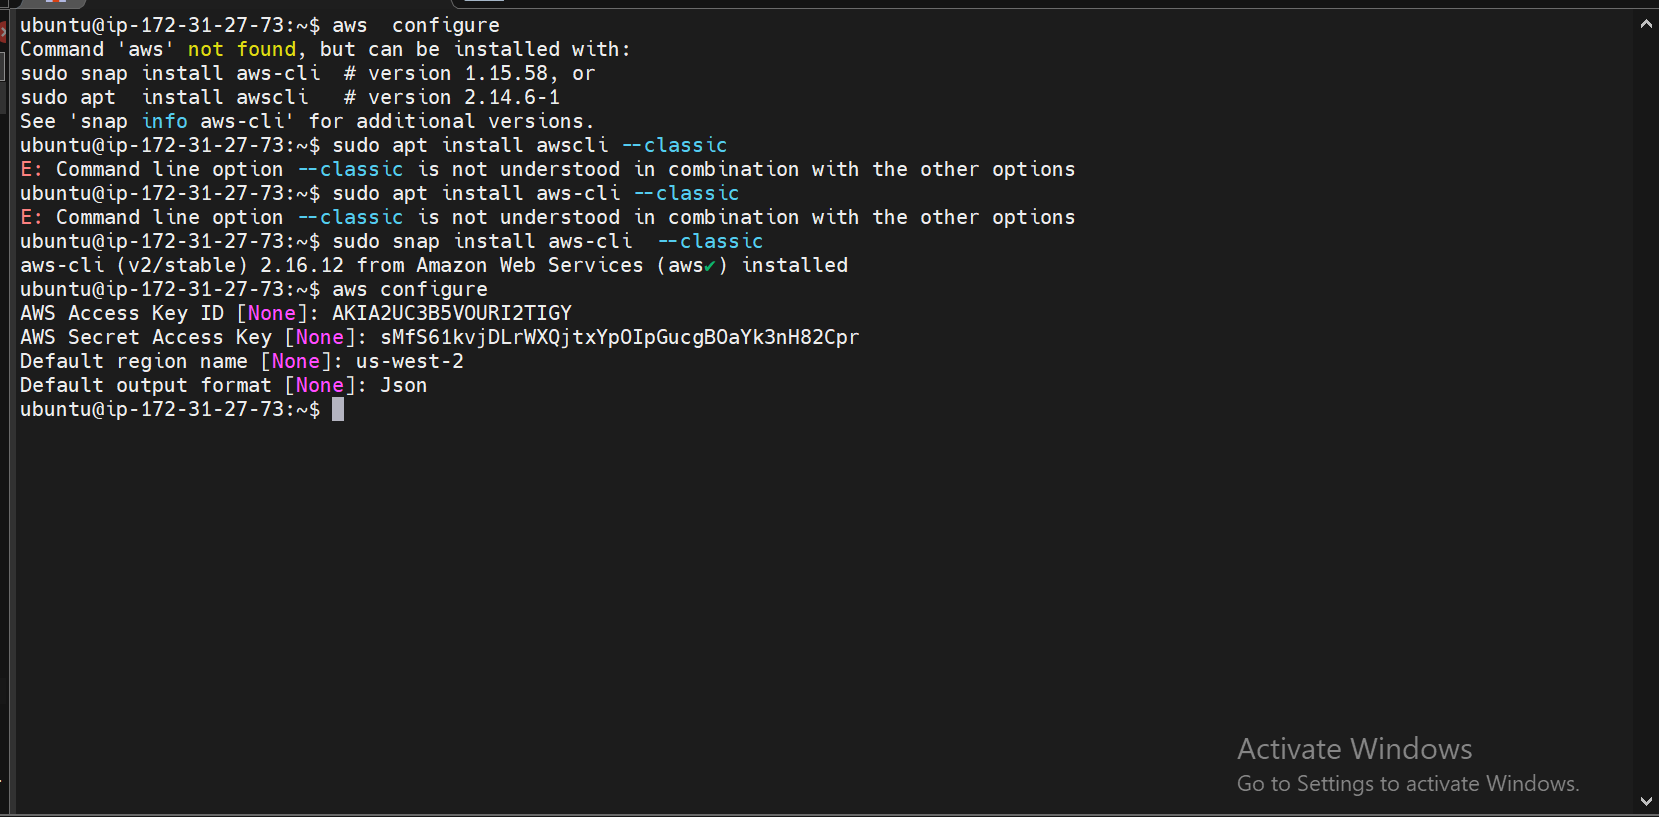 ubuntu@ip-172-31-27-73:~$ aws  configure
Command 'aws' not found, but can be installed with:
sudo snap install aws-cli  # version 1.15.58, or
sudo apt  install awscli   # version 2.14.6-1
See 'snap info aws-cli' for additional versions.
ubuntu@ip-172-31-27-73:~$ sudo apt install awscli --classic
E: Command line option --classic is not understood in combination with the other options
ubuntu@ip-172-31-27-73:~$ sudo apt install aws-cli --classic
E: Command line option --classic is not understood in combination with the other options
ubuntu@ip-172-31-27-73:~$ sudo snap install aws-cli  --classic
aws-cli (v2/stable) 2.16.12 from Amazon Web Services (aws✔) installed
ubuntu@ip-172-31-27-73:~$ aws configure
AWS Access Key ID [None]: AKIA2UC3B5VOURI2TIGY
AWS Secret Access Key [None]:
Default region name [None]: us-west-2
Default output format [None]: Json
ubuntu@ip-172-31-27-73:~$
Activate Windows
Go to Settings to activate Windows.